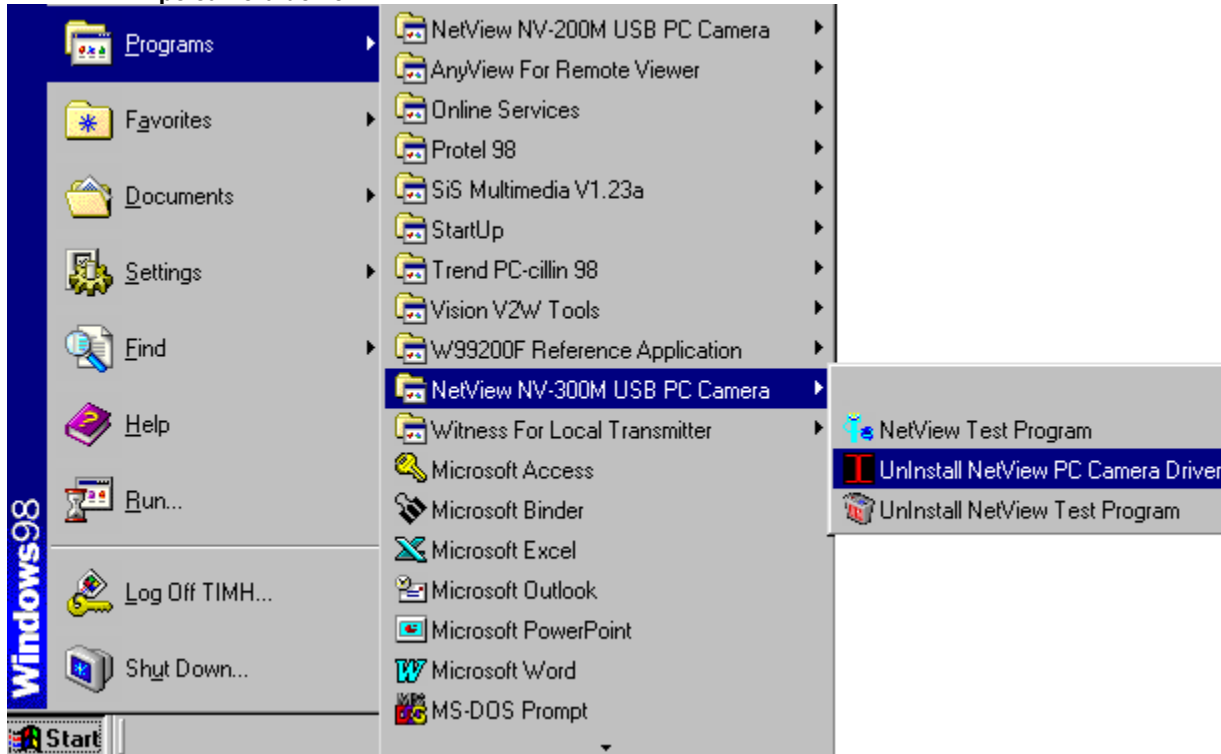 Programs
Favorites
Documents
Settings
Find
Help
Run...
Log Off TIMH...
Shut Down...
Windows98
Start
NetView NV-200M USB PC Camera
AnyView For Remote Viewer
Online Services
Protel 98
SiS Multimedia V1.23a
StartUp
Trend PC-cillin 98
Vision V2W Tools
W99200F Reference Application
NetView NV-300M USB PC Camera
Witness For Local Transmitter
Microsoft Access
Microsoft Binder
Microsoft Excel
Microsoft Outlook
Microsoft PowerPoint
Microsoft Word
MS-DOS Prompt
NetView Test Program
UnInstall NetView PC Camera Driver
UnInstall NetView Test Program